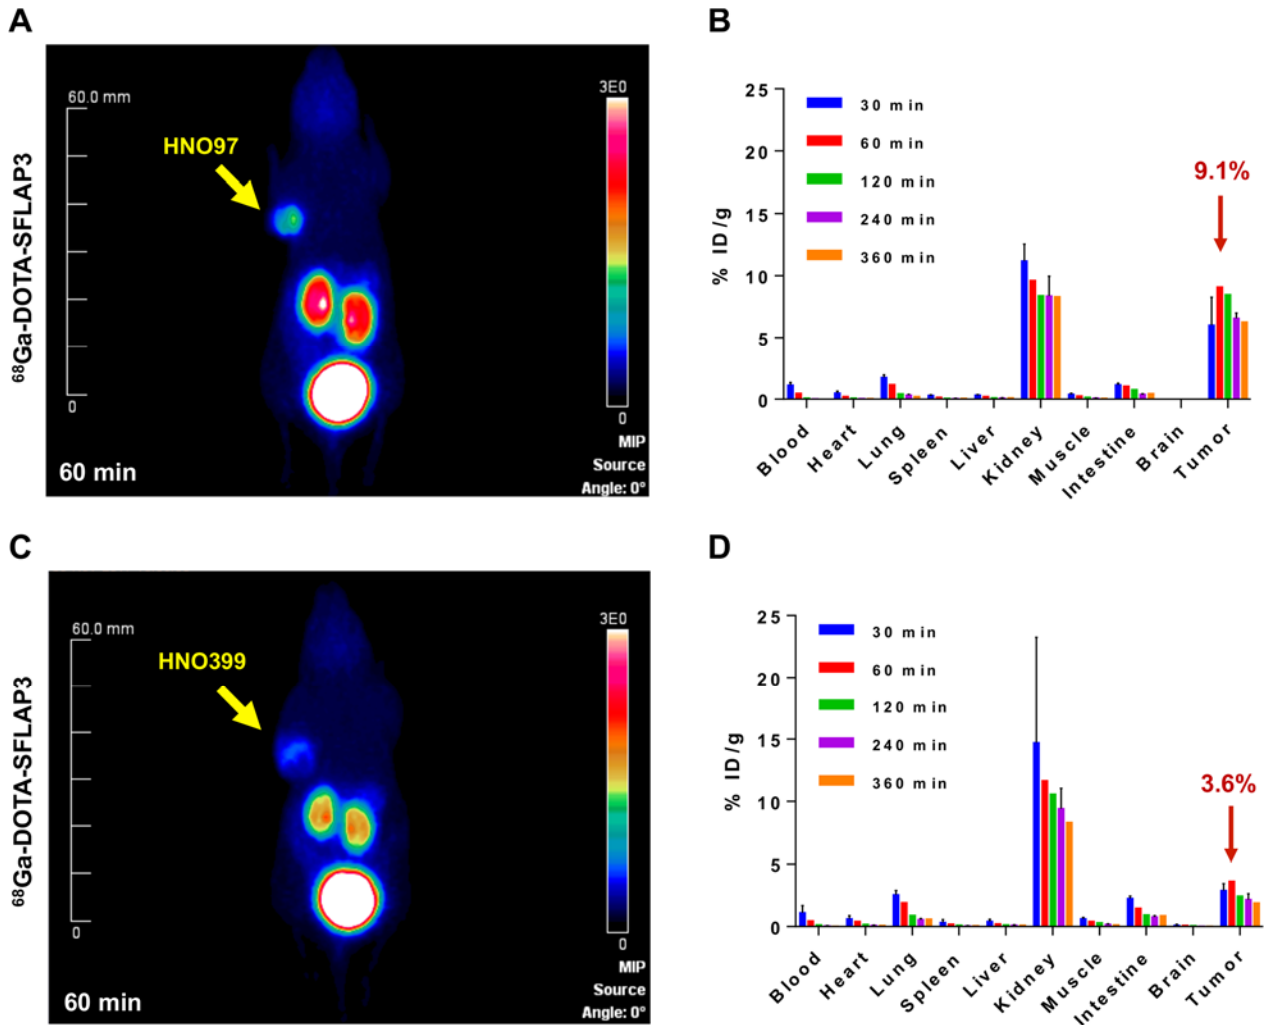 A
⁶⁸Ga-DOTA-SFLAP3
60.0 mm
HNO97
0
3E0
0
MIP
Source
Angle: 0°
60 min
B
% ID/g
25
20
15
10
5
0
30 min
60 min
120 min
240 min
360 min
9.1%
Blood
Heart
Lung
Spleen
Liver
Kidney
Muscle
Intestine
Brain
Tumor
C
⁶⁸Ga-DOTA-SFLAP3
60.0 mm
HNO399
0
3E0
0
MIP
Source
Angle: 0°
60 min
D
% ID/g
25
20
15
10
5
0
30 min
60 min
120 min
240 min
360 min
3.6%
Blood
Heart
Lung
Spleen
Liver
Kidney
Muscle
Intestine
Brain
Tumor